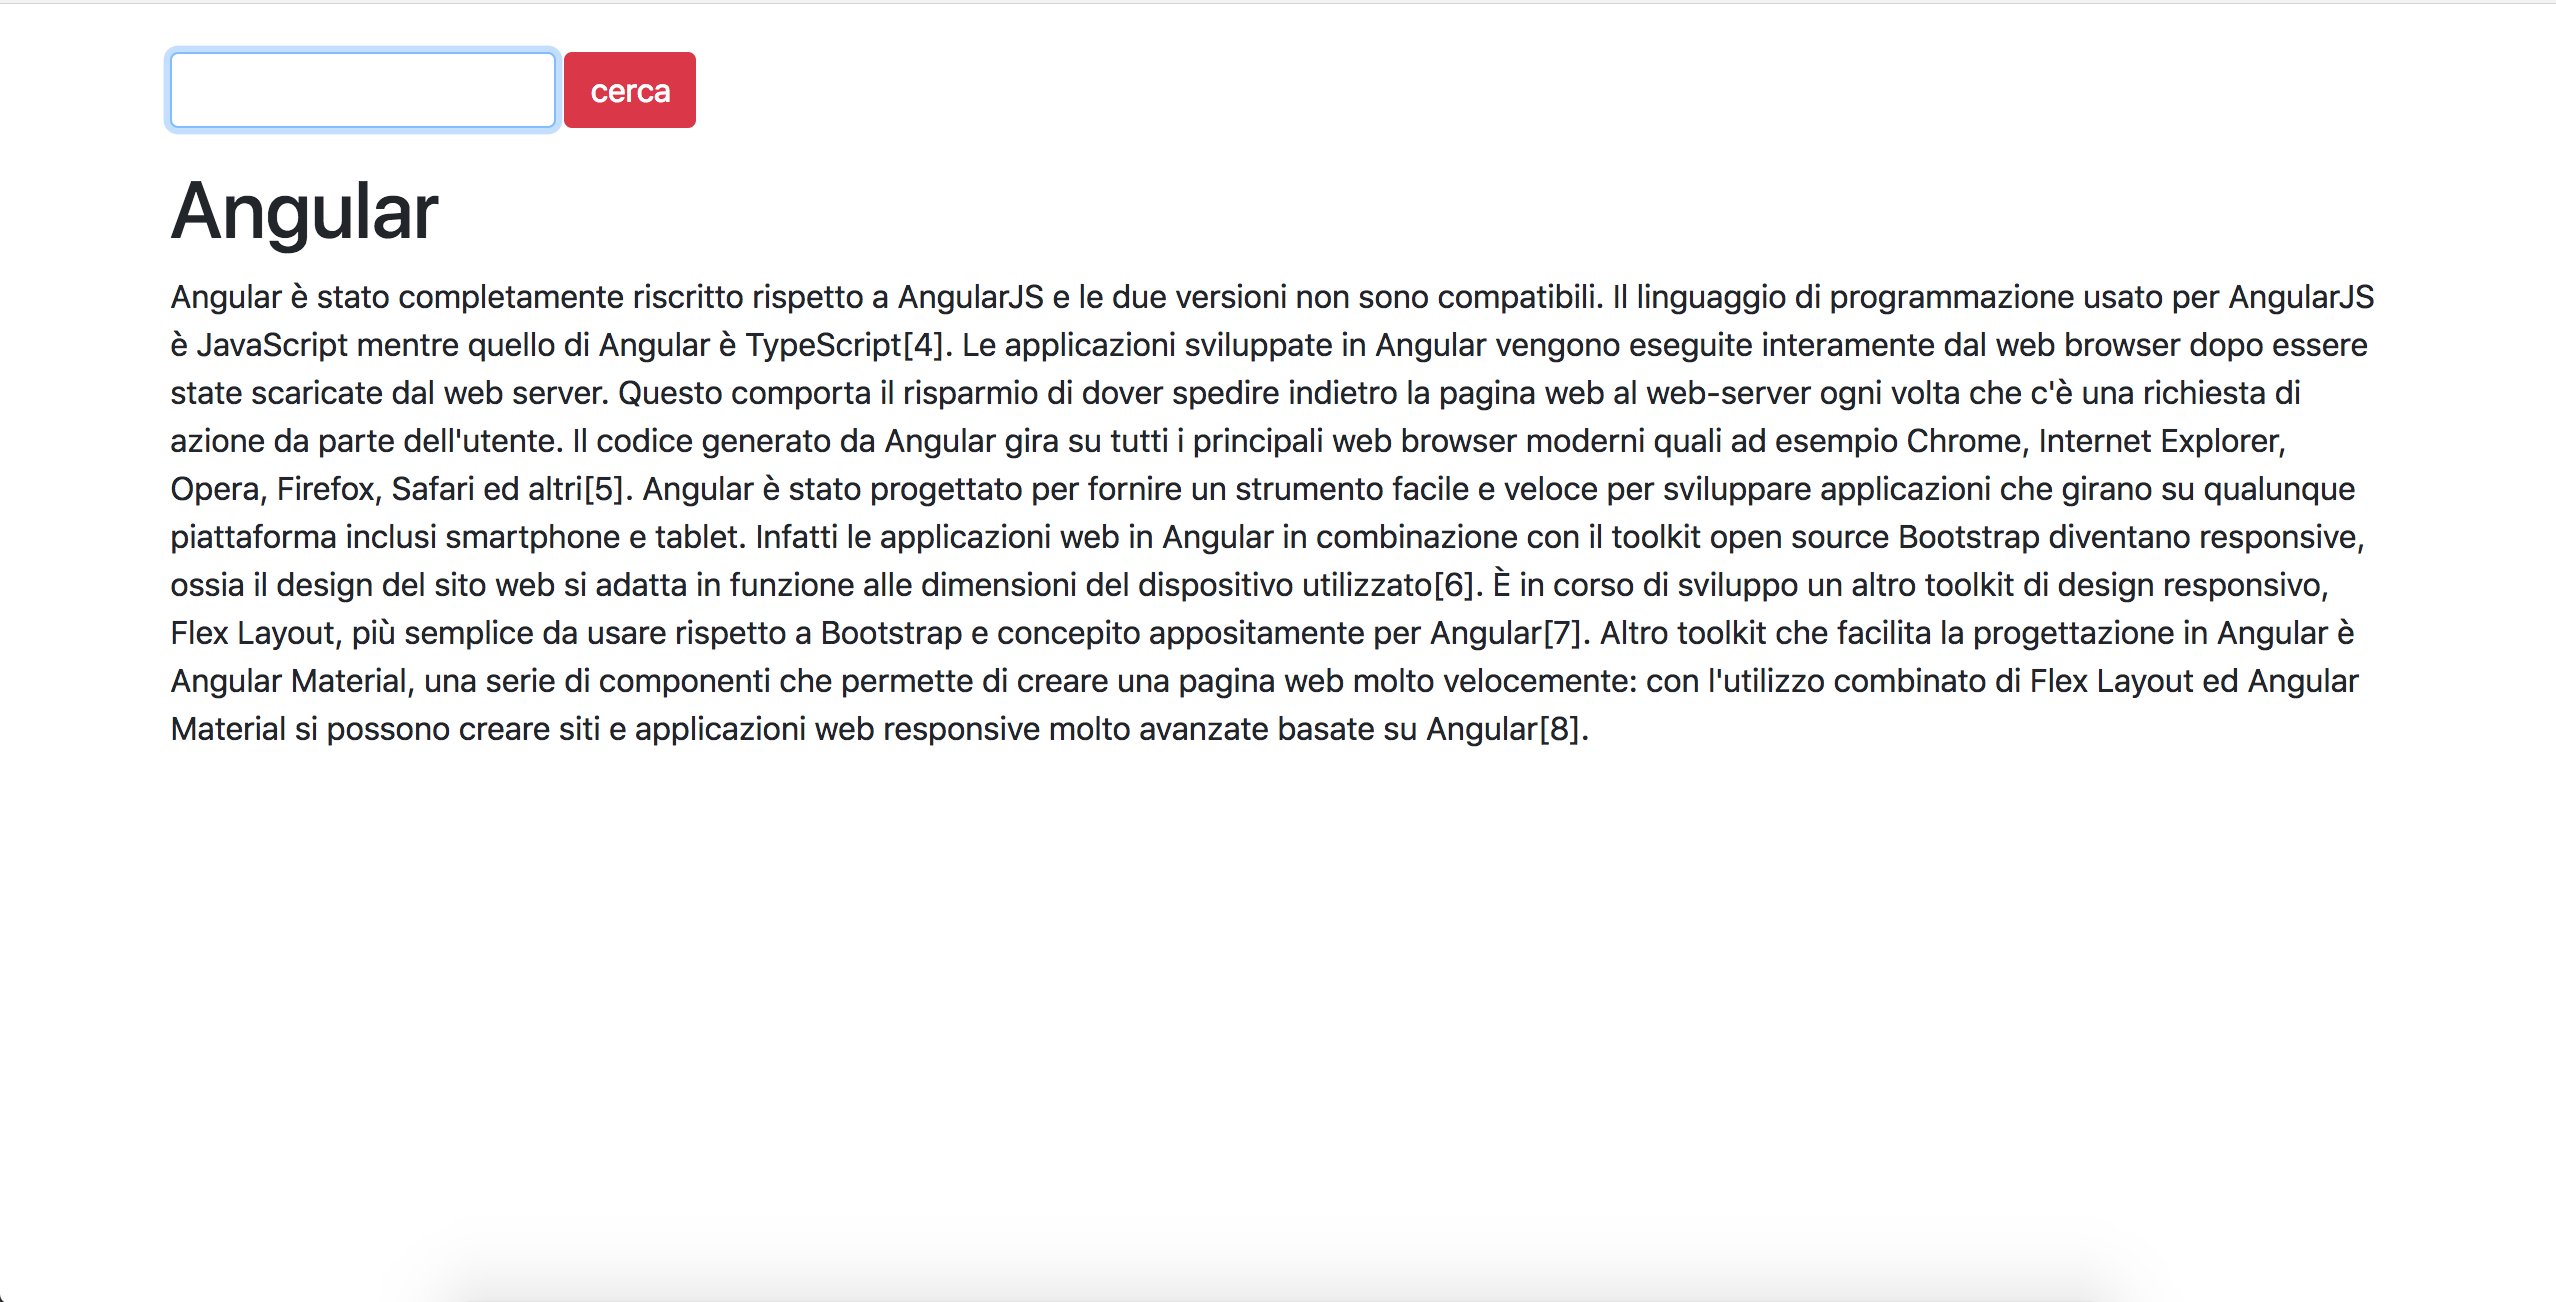 cerca
Angular
Angular è stato completamente riscritto rispetto a AngularJS e le due versioni non sono compatibili. Il linguaggio di programmazione usato per AngularJS
è JavaScript mentre quello di Angular è TypeScript[4]. Le applicazioni sviluppate in Angular vengono eseguite interamente dal web browser dopo essere
state scaricate dal web server. Questo comporta il risparmio di dover spedire indietro la pagina web al web-server ogni volta che c'è una richiesta di
azione da parte dell'utente. Il codice generato da Angular gira su tutti i principali web browser moderni quali ad esempio Chrome, Internet Explorer,
Opera, Firefox, Safari ed altri[5]. Angular è stato progettato per fornire un strumento facile e veloce per sviluppare applicazioni che girano su qualunque
piattaforma inclusi smartphone e tablet. Infatti le applicazioni web in Angular in combinazione con il toolkit open source Bootstrap diventano responsive,
ossia il design del sito web si adatta in funzione alle dimensioni del dispositivo utilizzato[6]. È in corso di sviluppo un altro toolkit di design responsivo,
Flex Layout, più semplice da usare rispetto a Bootstrap e concepito appositamente per Angular[7]. Altro toolkit che facilita la progettazione in Angular è
Angular Material, una serie di componenti che permette di creare una pagina web molto velocemente: con l'utilizzo combinato di Flex Layout ed Angular
Material si possono creare siti e applicazioni web responsive molto avanzate basate su Angular[8].